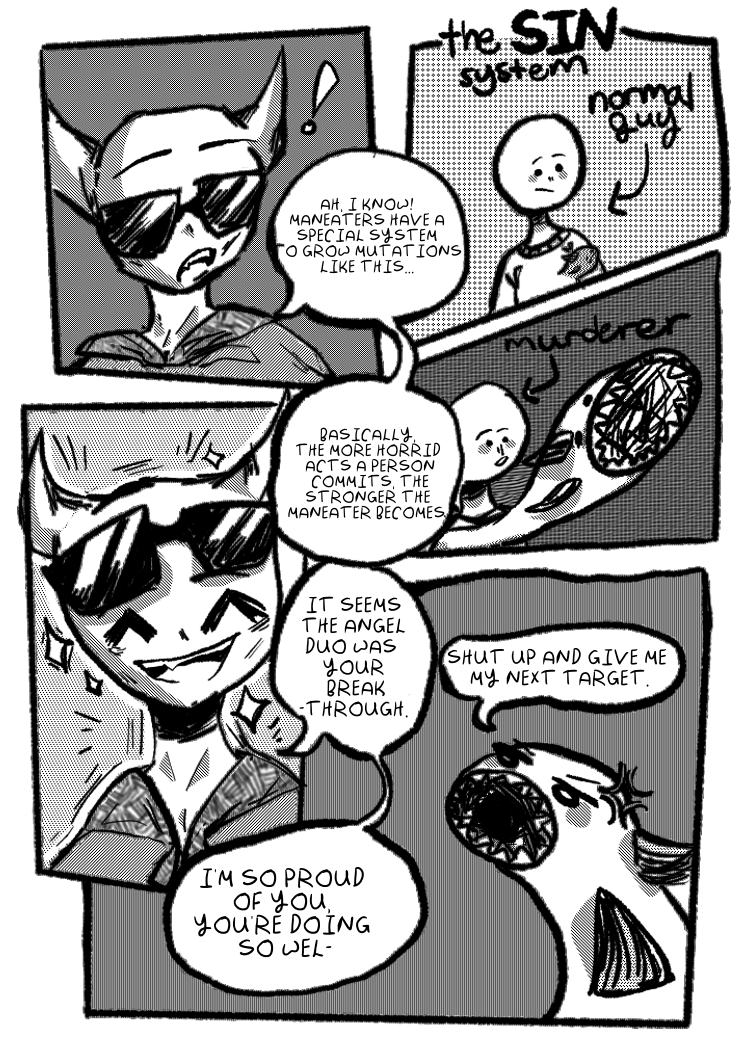 AH, I KNOW!
MANEATERS HAVE A
SPECIAL SYSTEM
TO GROW MUTATIONS
LIKE THIS...
the SIN
system
normal
guy
murderer
BASICALLY,
THE MORE HORRID
ACTS A PERSON
COMMITS, THE
STRONGER THE
MANEATER BECOMES.
IT SEEMS
THE ANGEL
DUO WAS
YOUR
BREAK
-THROUGH.
SHUT UP AND GIVE ME
MY NEXT TARGET.
I'M SO PROUD
OF YOU,
YOU'RE DOING
SO WEL-